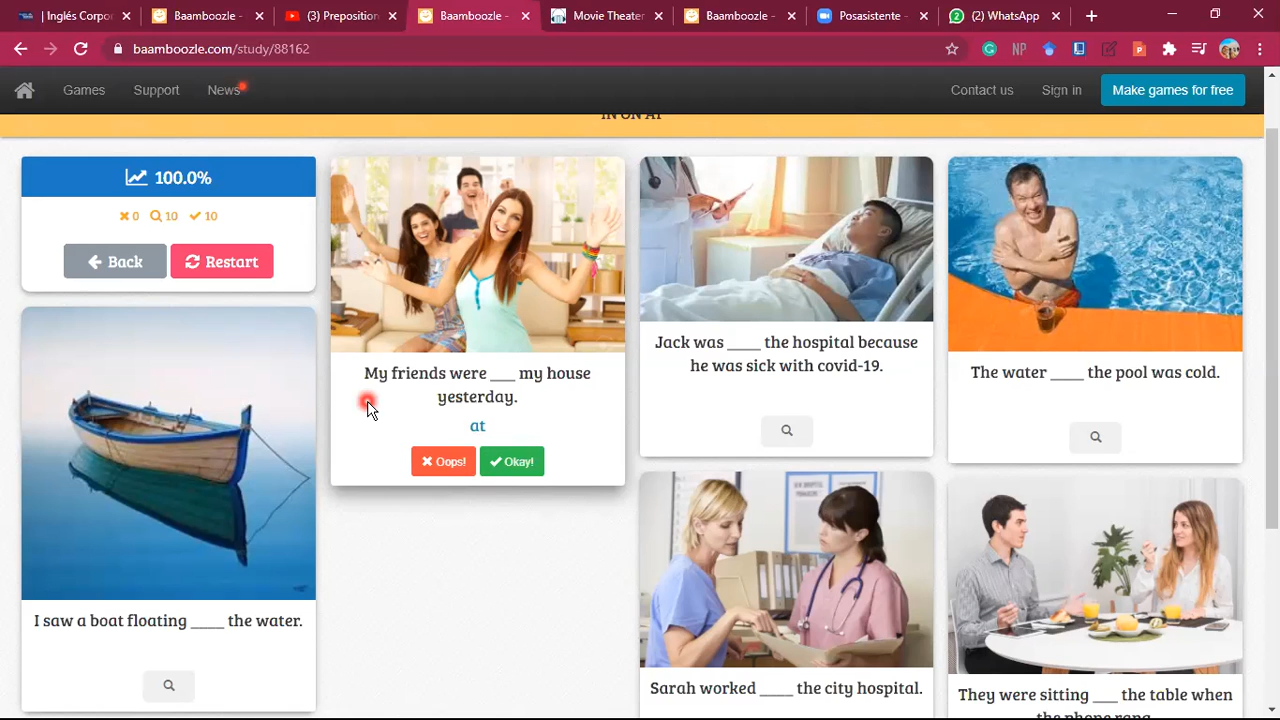 | Inglés Corpor
Baamboozle -
(3) Preposition
Baamboozle -
Movie Theater
Baamboozle -
Posasistente -
(2) WhatsApp
baamboozle.com/study/88162
Games
Support
News
Contact us
Sign in
Make games for free
IN ON AT
100.0%
0
10
10
Back
Restart
I saw a boat floating ____ the water.
My friends were ___ my house
yesterday.
at
Oops!
Okay!
Jack was ____ the hospital because
he was sick with covid-19.
Sarah worked ____ the city hospital.
The water ____ the pool was cold.
They were sitting ___ the table when
the phone rang.